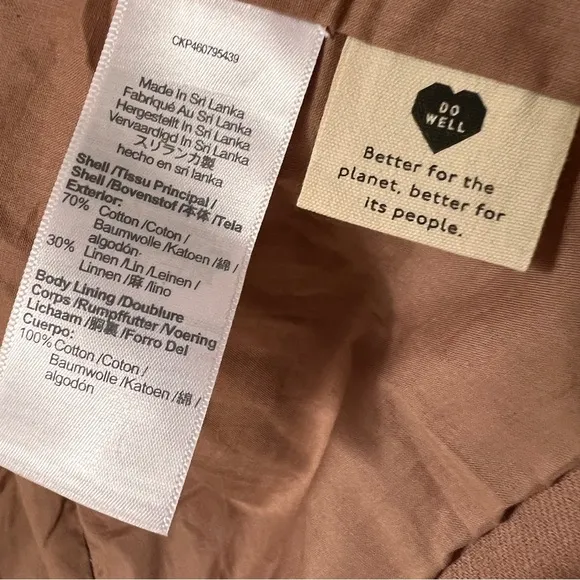 CKP460795439
Made In Sri Lanka
Fabriqué Au Sri Lanka
Hergestellt In Sri Lanka
Vervaardigd In Sri Lanka
スリランカ製
hecho en sri lanka
Shell /Tissu Principal /
Shell /Bovenstof /本体 /Tela
Exterior:
70% Cotton /Coton /
Baumwolle /Katoen /綿 /
algodón
30% Linen /Lin /Leinen /
Linnen /麻 /lino
Body Lining /Doublure
Corps /Rumpffutter /Voering
Lichaam /胴裏 /Forro Del
Cuerpo:
100% Cotton /Coton /
Baumwolle /Katoen /綿 /
algodón
DO
WELL
Better for the
planet, better for
its people.